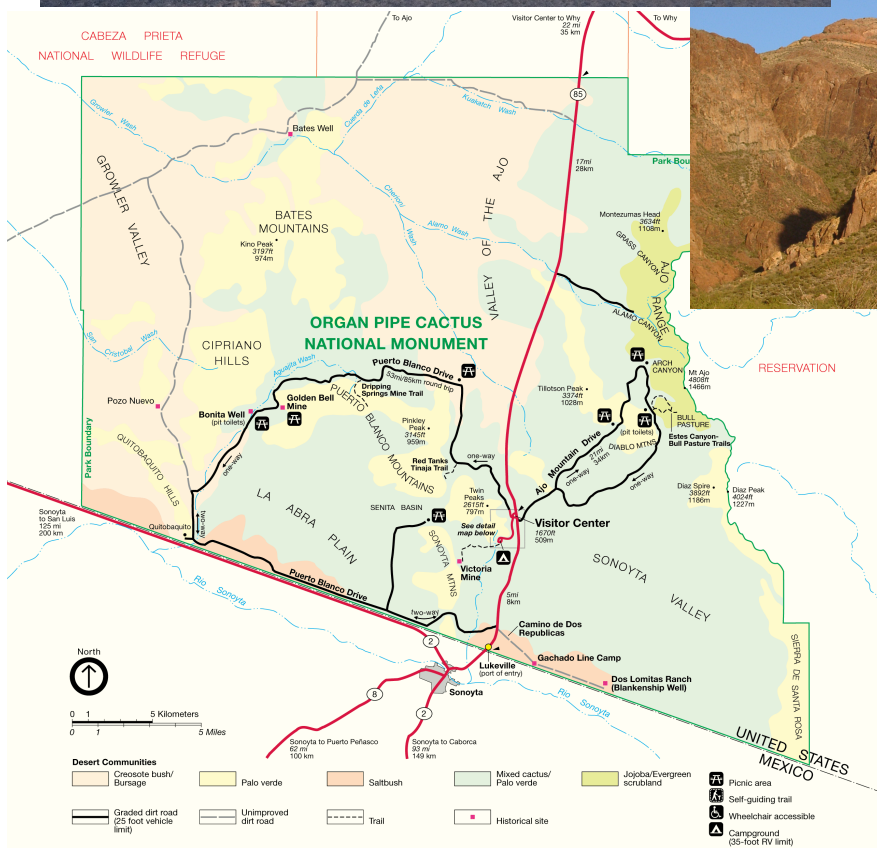 CABEZA PRIETA
NATIONAL WILDLIFE REFUGE
To Ajo
Visitor Center to Why
22 mi
35 km
To Why
85
Growler Wash
Cuerda de Leña
Kuskatch Wash
Bates Well
17mi
28km
Park Bou
GROWLER VALLEY
Cherioni Wash
VALLEY OF THE AJO
BATES
MOUNTAINS
Kino Peak
3197ft
974m
Alamo Wash
Montezumas Head
3634ft
1108m
GRASS CANYON
AJO RANGE
ALAMO CANYON
San Cristobal Wash
ORGAN PIPE CACTUS
NATIONAL MONUMENT
CIPRIANO
HILLS
Aguajita Wash
Puerto Blanco Drive
53mi/85km round trip
ARCH
CANYON
RESERVATION
Mt Ajo
4808ft
1466m
Dripping
Springs Mine Trail
Tillotson Peak
3374ft
1028m
Pozo Nuevo
Golden Bell
Mine
Bonita Well
(pit toilets)
PUERTO BLANCO MOUNTAINS
Pinkley
Peak
3145ft
959m
(pit toilets)
BULL
PASTURE
Estes Canyon-
Bull Pasture Trails
DIABLO MTNS
Park Boundary
QUITOBAQUITO HILLS
one-way
Red Tanks
Tinaja Trail
one-way
Ajo Mountain Drive
21mi
34km
one-way
one-way
Diaz Spire
3892ft
1186m
Diaz Peak
4024ft
1227m
LA
ABRA
PLAIN
Twin
Peaks
2615ft
797m
SENITA BASIN
See detail
map below
Visitor Center
1670ft
509m
Sonoyta
to San Luis
125 mi
200 km
Quitobaquito
two-way
SONOYTA
MTNS
Victoria
Mine
SONOYTA
VALLEY
Rio Sonoyta
Puerto Blanco Drive
5mi
8km
two-way
Camino de Dos
Republicas
2
Gachado Line Camp
Lukeville
(port of entry)
Dos Lomitas Ranch
(Blankenship Well)
SIERRA DE SANTA ROSA
North
8
Sonoyta
Rio Sonoyta
2
0 1 5 Kilometers
0 1 5 Miles
Sonoyta to Puerto Peñasco
62 mi
100 km
Sonoyta to Caborca
93 mi
149 km
UNITED STATES
MEXICO
Desert Communities
Creosote bush/
Bursage
Palo verde
Saltbush
Mixed cactus/
Palo verde
Jojoba/Evergreen
scrubland
Graded dirt road
(25 foot vehicle
limit)
Unimproved
dirt road
Trail
Historical site
Picnic area
Self-guiding trail
Wheelchair accessible
Campground
(35-foot RV limit)